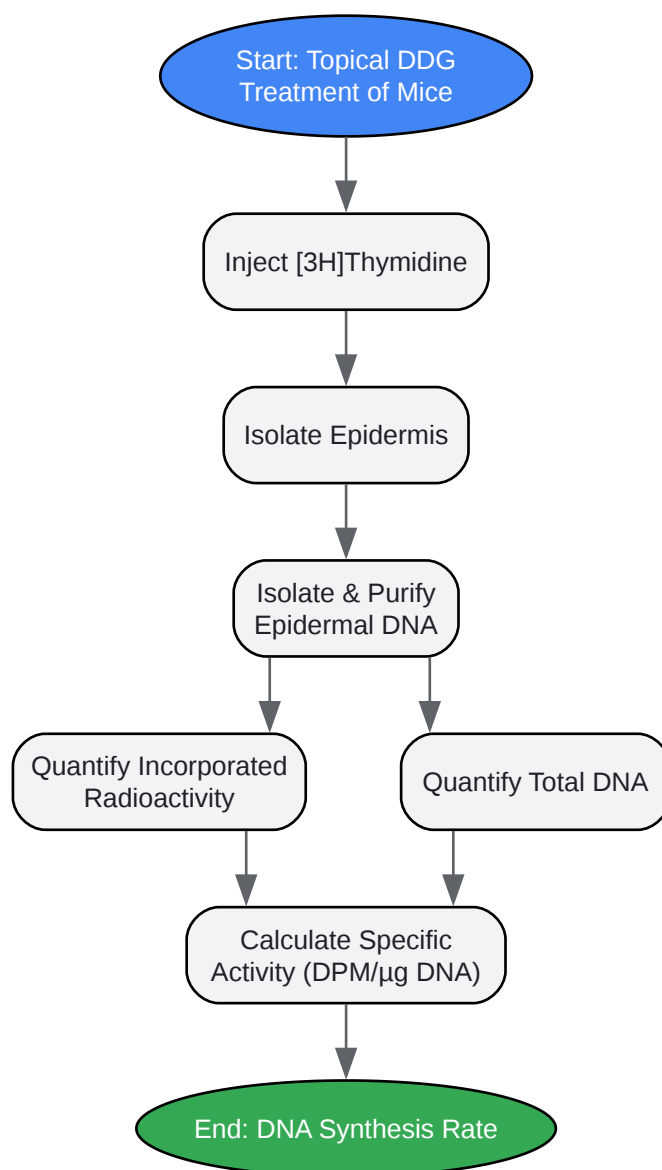 Start: Topical DDG
Treatment of Mice
Inject [3H]Thymidine
Isolate Epidermis
Isolate & Purify
Epidermal DNA
Quantify Incorporated
Radioactivity
Quantify Total DNA
Calculate Specific
Activity (DPM/µg DNA)
End: DNA Synthesis Rate